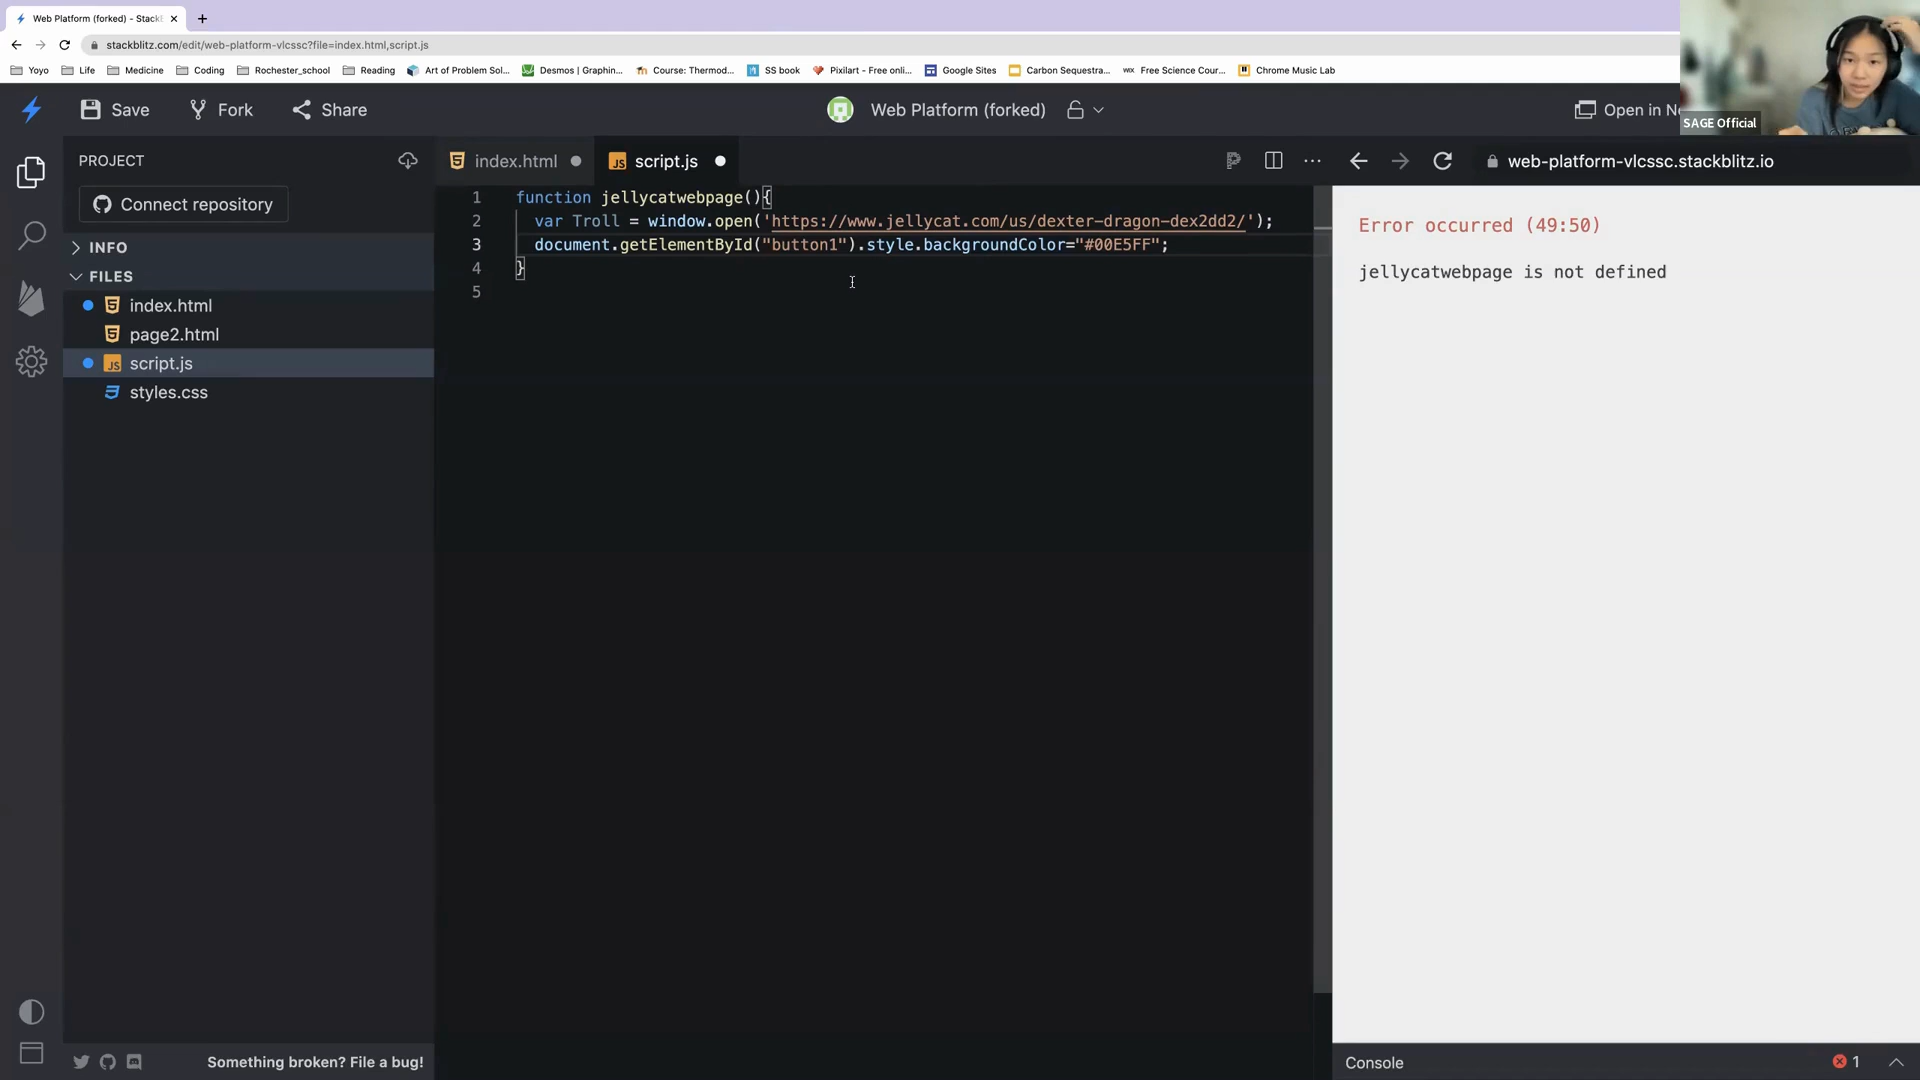 Web Platform (forked) - StackB
stackblitz.com/edit/web-platform-vlcssc?file=index.html,script.js
Yoyo Life Medicine Coding Rochester_school Reading Art of Problem Sol... Desmos | Graphin... Course: Thermod... SS book Pixilart - Free onli... Google Sites Carbon Sequestra... WIX Free Science Cour... Chrome Music Lab
SAGE Official
Save Fork Share Web Platform (forked) Open in Ne
PROJECT
index.html JS script.js
web-platform-vlcssc.stackblitz.io
Connect repository
INFO
FILES
index.html
page2.html
JS script.js
styles.css
1 function jellycatwebpage(){
2 var Troll = window.open('https://www.jellycat.com/us/dexter-dragon-dex2dd2/');
3 document.getElementById("button1").style.backgroundColor="#00E5FF";
4 }
5
Error occurred (49:50)
jellycatwebpage is not defined
Something broken? File a bug!
Console 1